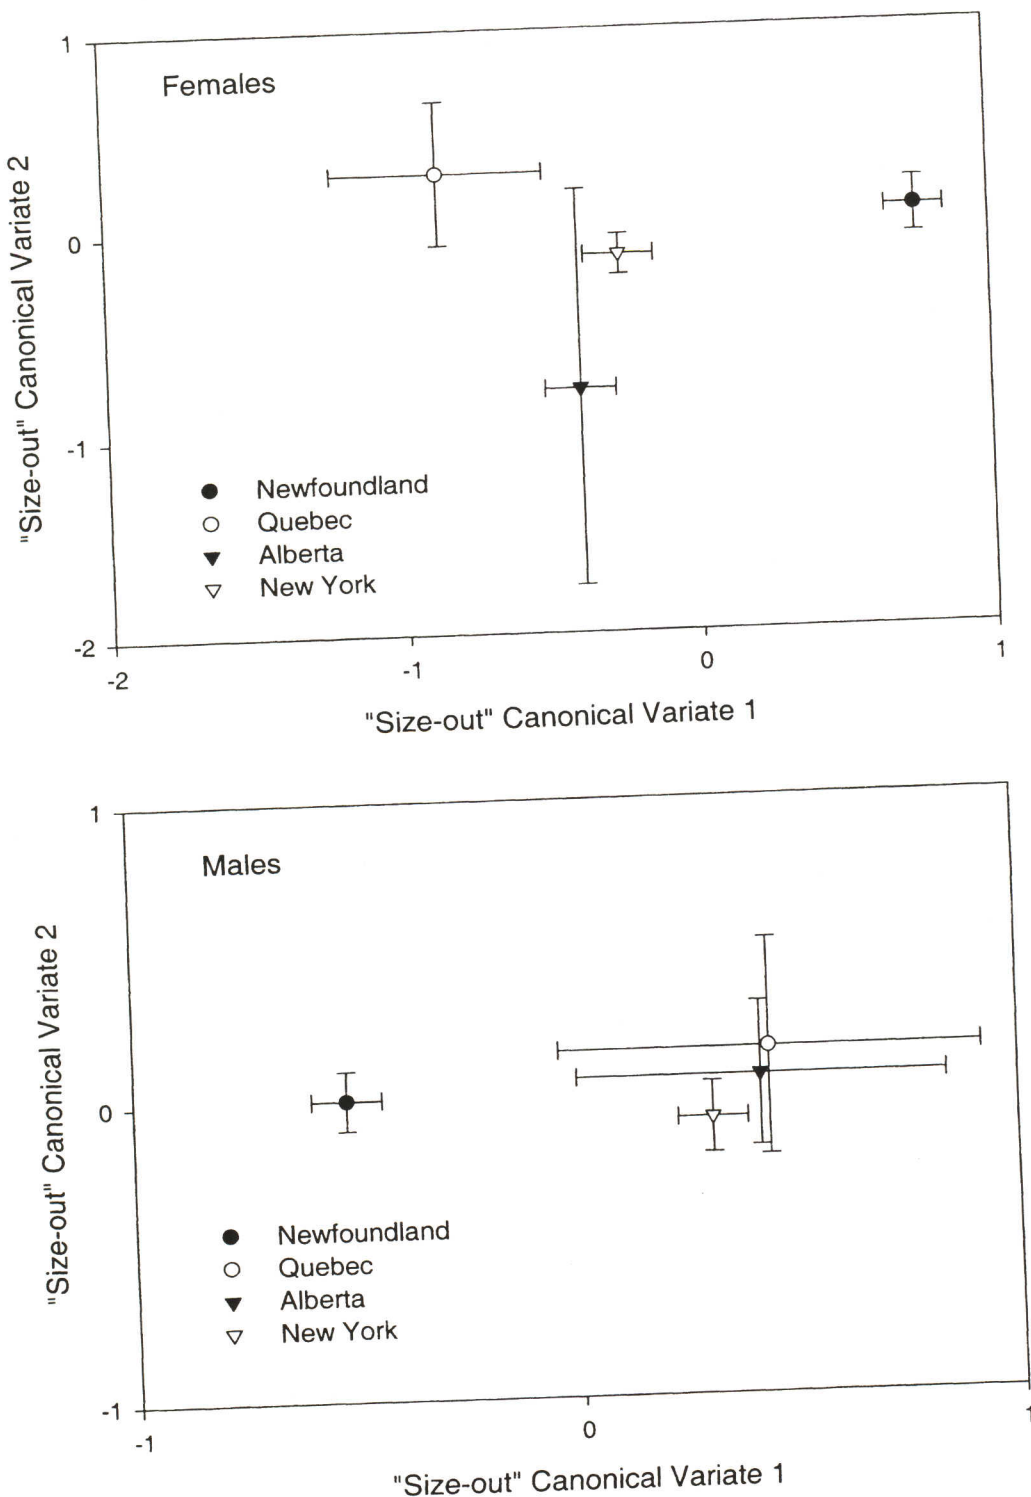 1
Females
"Size-out" Canonical Variate 2
0
-1
Newfoundland
Quebec
Alberta
New York
-2
-2
-1
0
1
"Size-out" Canonical Variate 1
1
Males
"Size-out" Canonical Variate 2
0
Newfoundland
Quebec
Alberta
New York
-1
-1
0
1
"Size-out" Canonical Variate 1